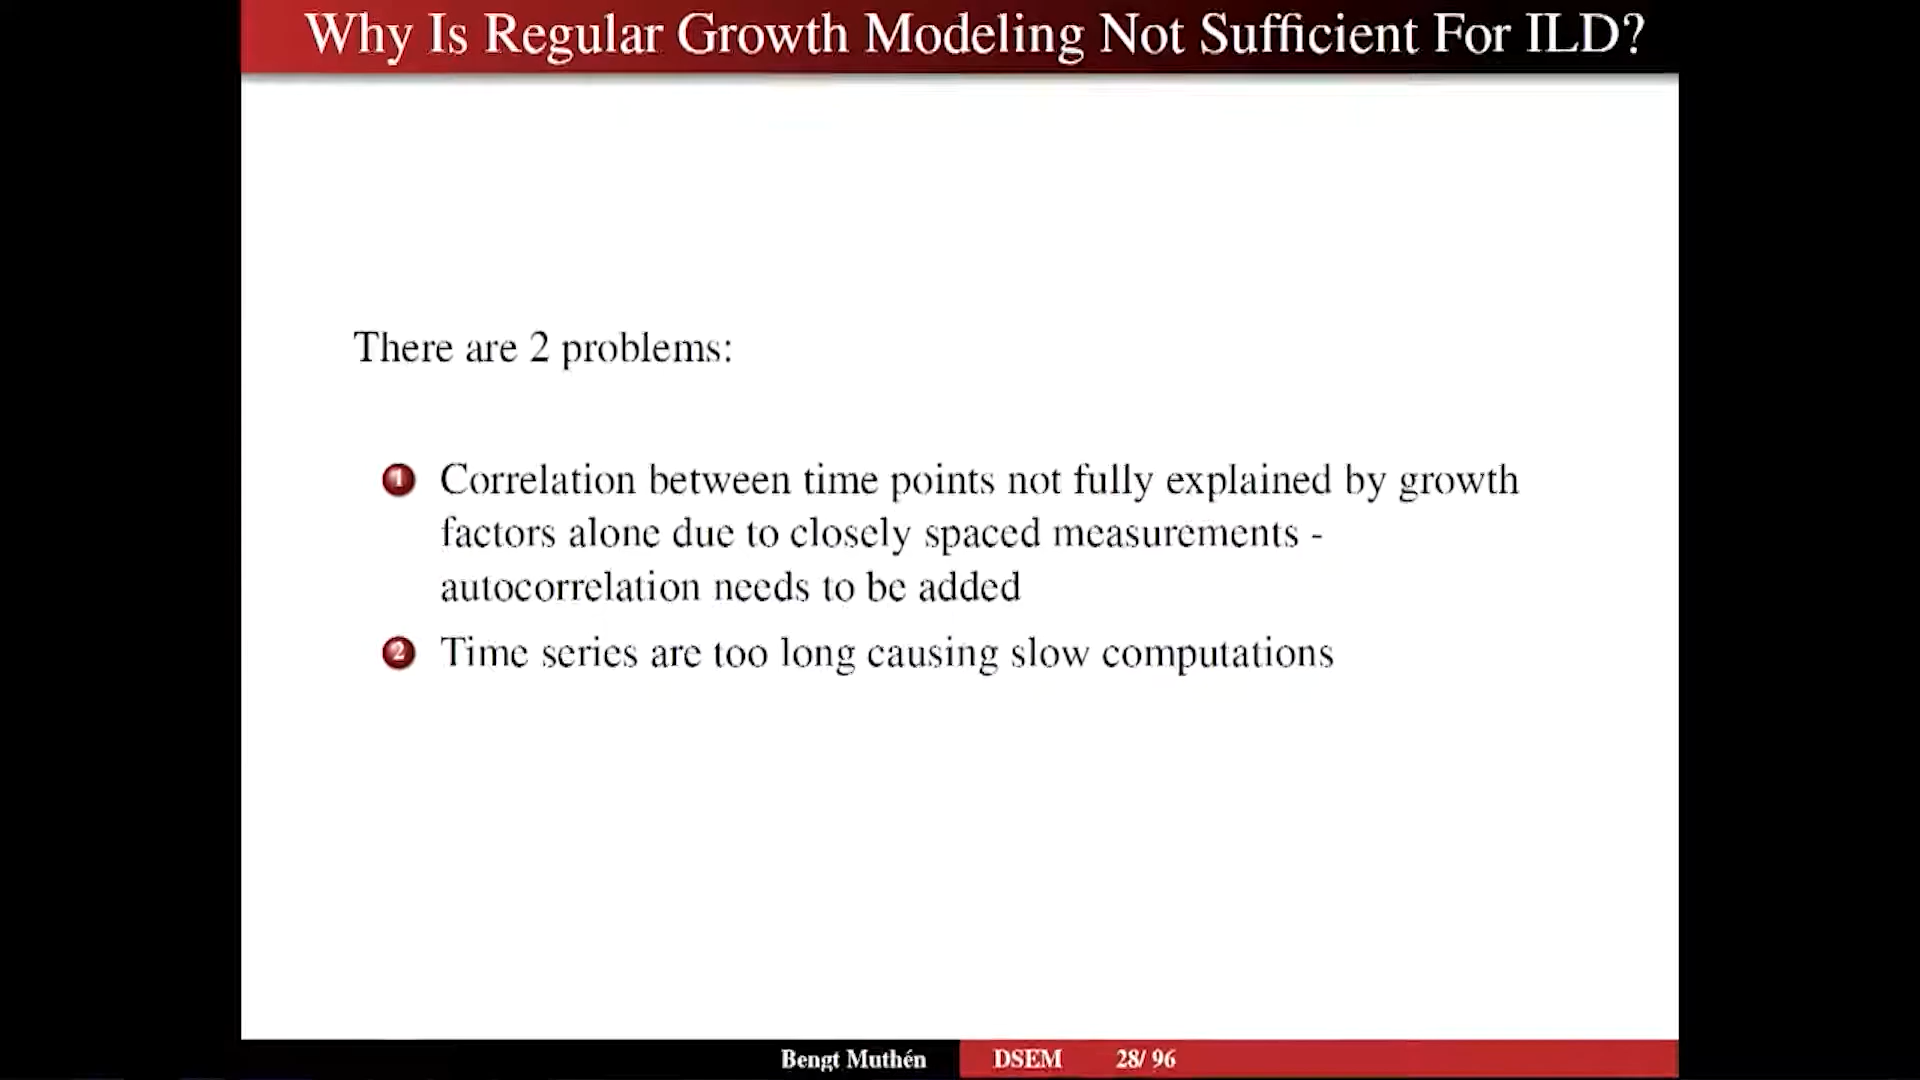 Why Is Regular Growth Modeling Not Sufficient For ILD?
There are 2 problems:
1 Correlation between time points not fully explained by growth
factors alone due to closely spaced measurements -
autocorrelation needs to be added
2 Time series are too long causing slow computations
Bengt Muthén DSEM 28/ 96